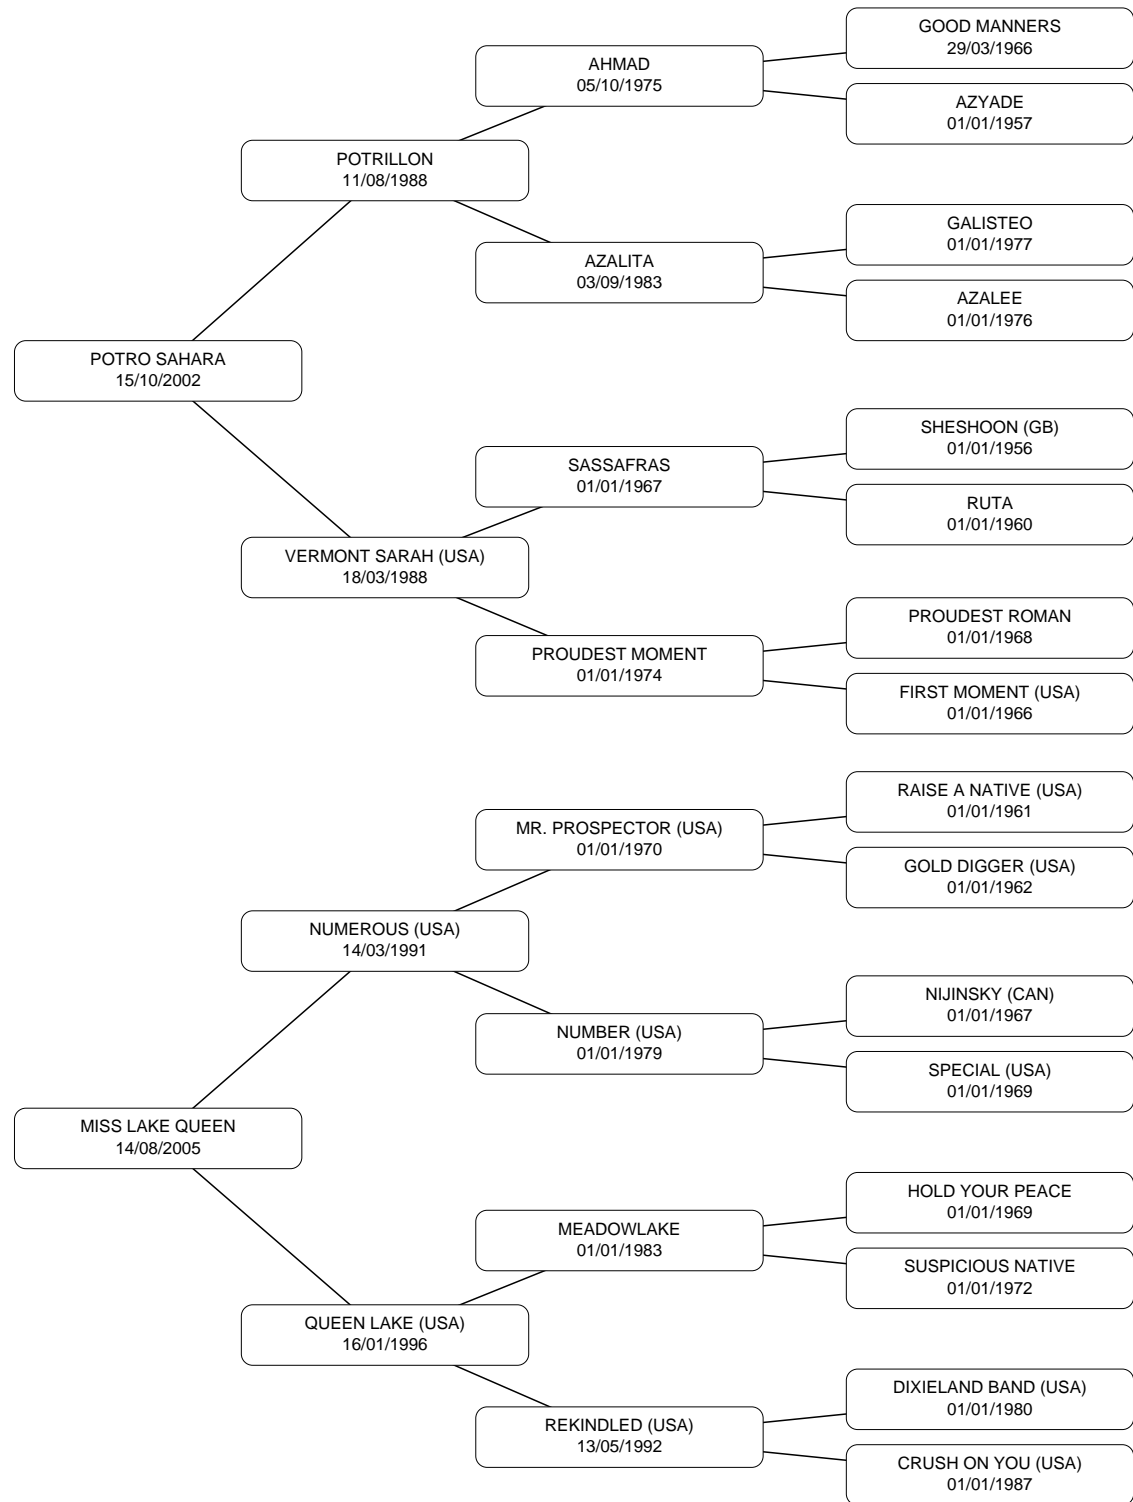 GOOD MANNERS
29/03/1966
AHMAD
05/10/1975
AZYADE
01/01/1957
POTRILLON
11/08/1988
GALISTEO
01/01/1977
AZALITA
03/09/1983
AZALEE
01/01/1976
POTRO SAHARA
15/10/2002
SHESHOON (GB)
01/01/1956
SASSAFRAS
01/01/1967
RUTA
01/01/1960
VERMONT SARAH (USA)
18/03/1988
PROUDEST ROMAN
01/01/1968
PROUDEST MOMENT
01/01/1974
FIRST MOMENT (USA)
01/01/1966
RAISE A NATIVE (USA)
01/01/1961
MR. PROSPECTOR (USA)
01/01/1970
GOLD DIGGER (USA)
01/01/1962
NUMEROUS (USA)
14/03/1991
NIJINSKY (CAN)
01/01/1967
NUMBER (USA)
01/01/1979
SPECIAL (USA)
01/01/1969
MISS LAKE QUEEN
14/08/2005
HOLD YOUR PEACE
01/01/1969
MEADOWLAKE
01/01/1983
SUSPICIOUS NATIVE
01/01/1972
QUEEN LAKE (USA)
16/01/1996
DIXIELAND BAND (USA)
01/01/1980
REKINDLED (USA)
13/05/1992
CRUSH ON YOU (USA)
01/01/1987